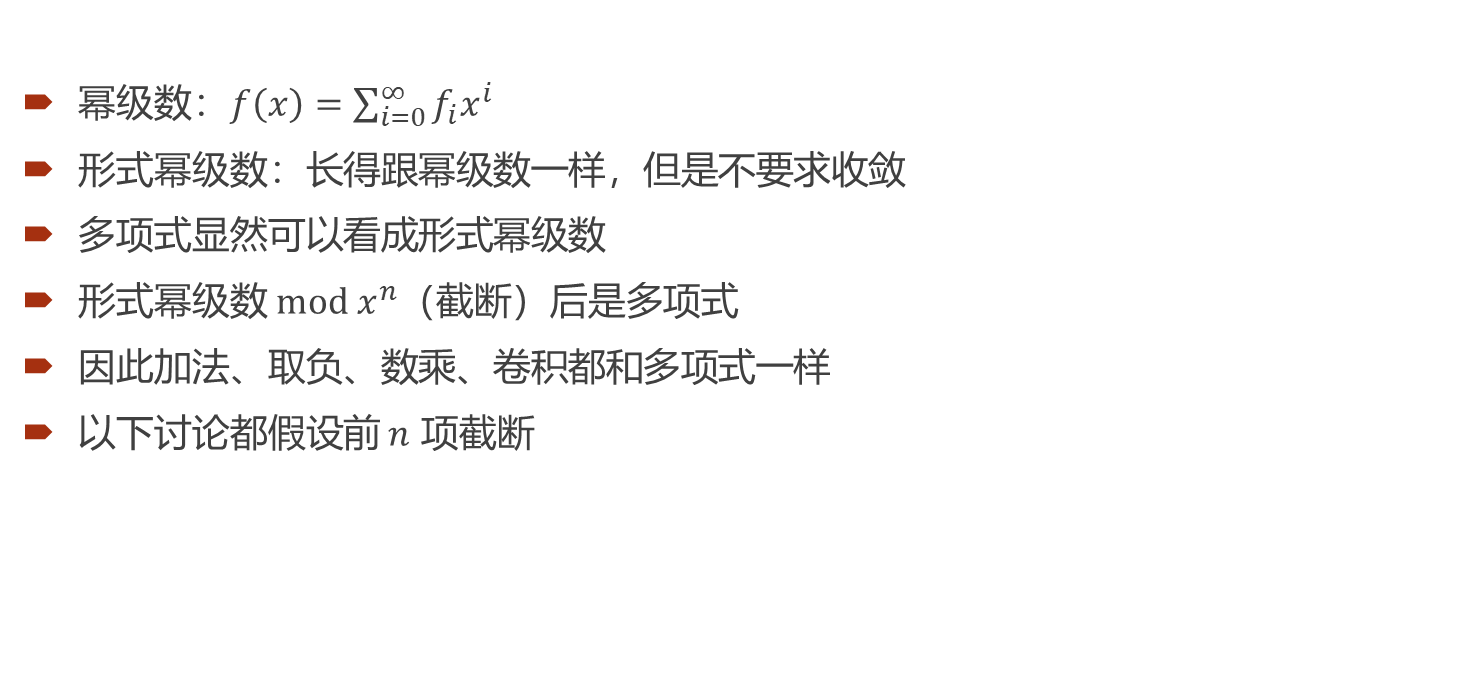 幂级数：𝑓(𝑥) = ∑_{𝑖=0}^{∞} 𝑓_𝑖 𝑥^𝑖
形式幂级数：长得跟幂级数一样，但是不要求收敛
多项式显然可以看成形式幂级数
形式幂级数 mod 𝑥^𝑛（截断）后是多项式
因此加法、取负、数乘、卷积都和多项式一样
以下讨论都假设前 𝑛 项截断